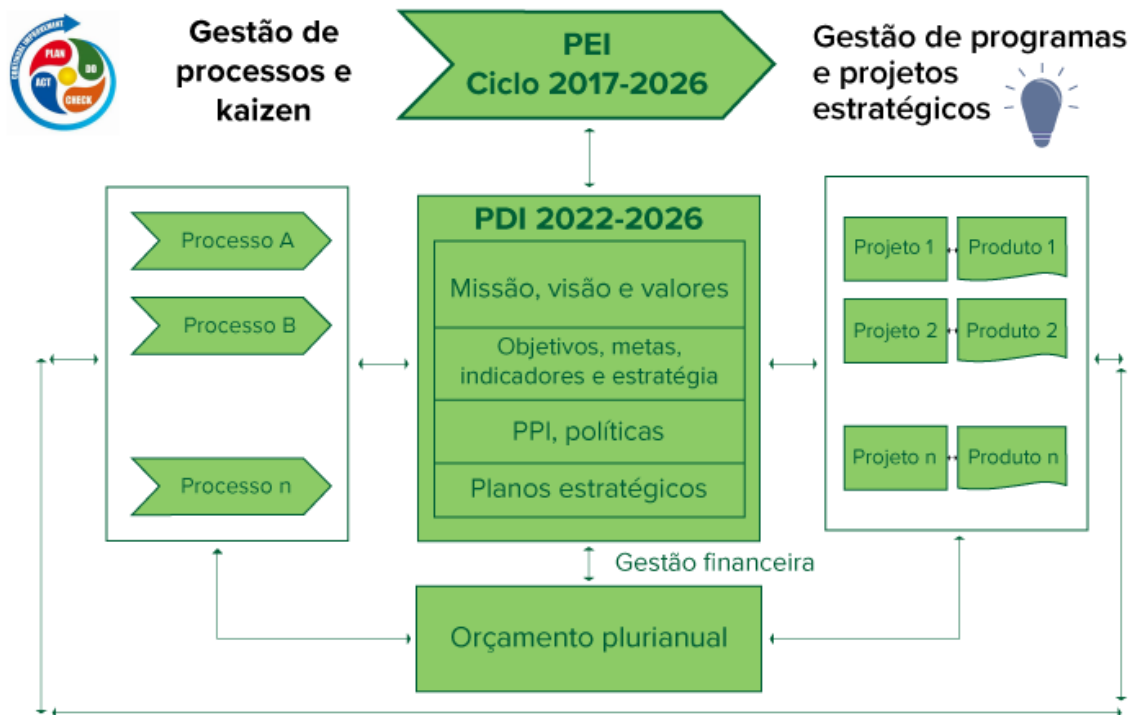 CONTINUAL IMPROVEMENT
PLAN
DO
CHECK
ACT
Gestão de
processos e
kaizen
PEI
Ciclo 2017-2026
Gestão de programas
e projetos
estratégicos
Processo A
Processo B
Processo n
PDI 2022-2026
Missão, visão e valores
Objetivos, metas,
indicadores e estratégia
PPI, políticas
Planos estratégicos
Projeto 1
Produto 1
Projeto 2
Produto 2
Projeto n
Produto n
Gestão financeira
Orçamento plurianual